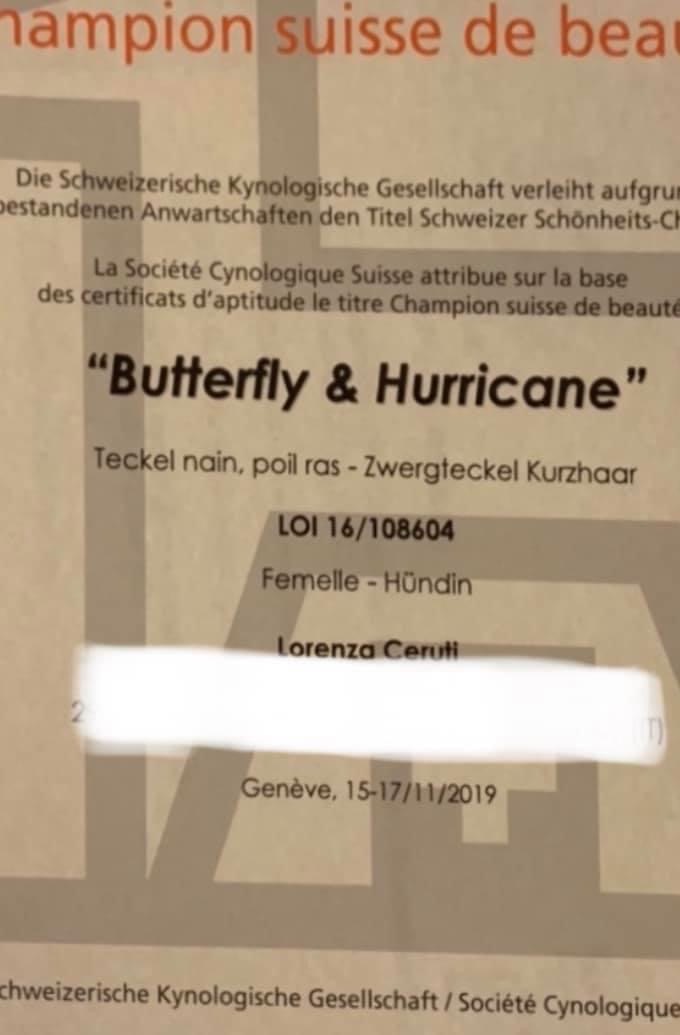 hampion suisse de beau
Die Schweizerische Kynologische Gesellschaft verleiht aufgru
bestandenen Anwartschaften den Titel Schweizer Schönheits-Ch
La Société Cynologique Suisse attribue sur la base
des certificats d'aptitude le titre Champion suisse de beauté
“Butterfly & Hurricane”
Teckel nain, poil ras - Zwergteckel Kurzhaar
LOI 16/108604
Femelle - Hündin
Lorenza Ceruti
2 T)
Genève, 15-17/11/2019
chweizerische Kynologische Gesellschaft / Société Cynologique